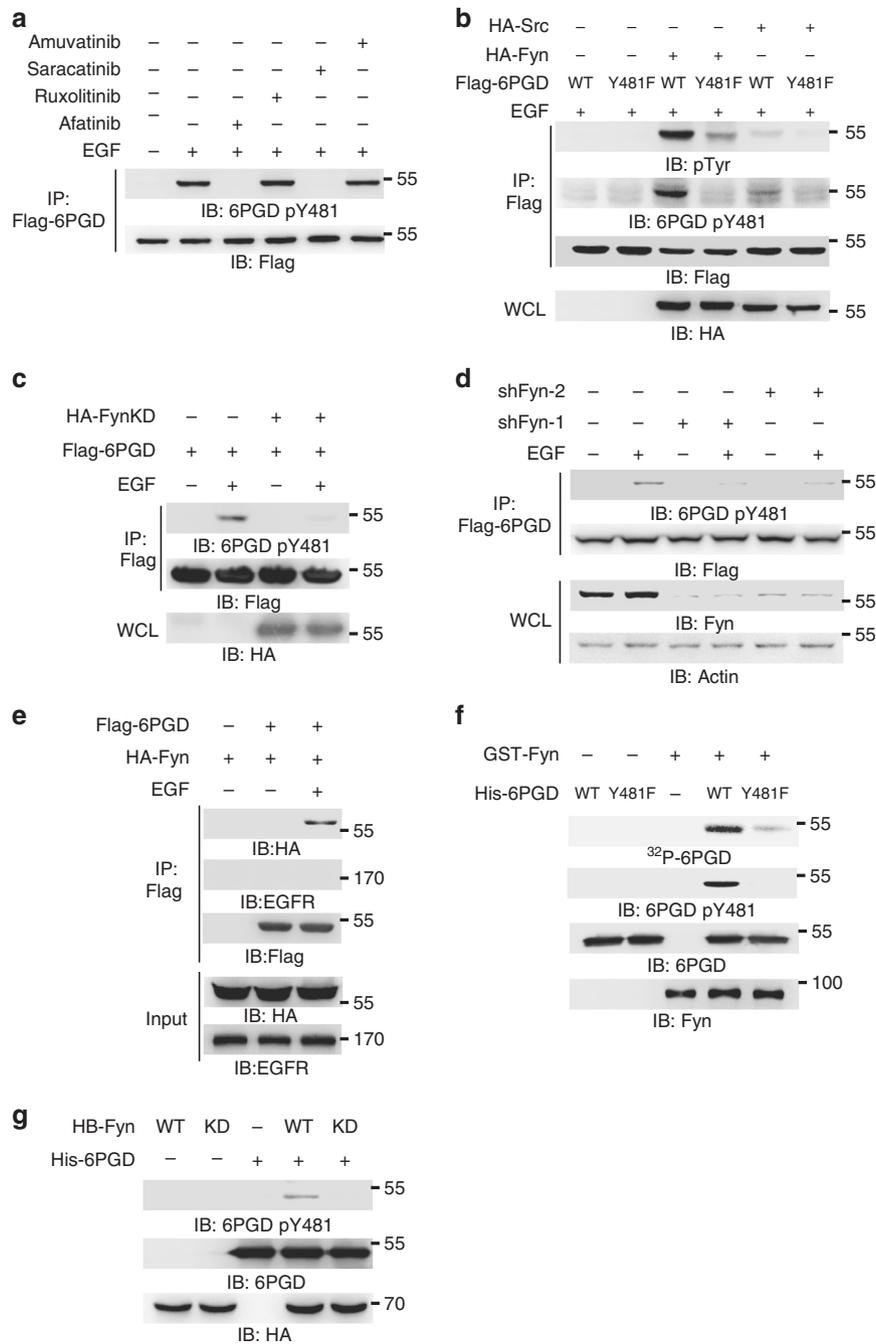 a
Amuvatinib – – – – – +
Saracatinib – – – – + –
Ruxolitinib – – – + – –
Afatinib – – + – – –
EGF – + + + + +
IP: Flag-6PGD
55
IB: 6PGD pY481
55
IB: Flag
b
HA-Src – – – – + +
HA-Fyn – – + + – –
Flag-6PGD WT Y481F WT Y481F WT Y481F
EGF + + + + + +
IP: Flag
55
IB: pTyr
55
IB: 6PGD pY481
55
IB: Flag
WCL
55
IB: HA
c
HA-FynKD – – + +
Flag-6PGD + + + +
EGF – + – +
IP: Flag
55
IB: 6PGD pY481
55
IB: Flag
WCL
55
IB: HA
d
shFyn-2 – – – – + +
shFyn-1 – – + + – –
EGF – + – + – +
IP: Flag-6PGD
55
IB: 6PGD pY481
55
IB: Flag
WCL
55
IB: Fyn
55
IB: Actin
e
Flag-6PGD – + +
HA-Fyn + + +
EGF – – +
IP: Flag
55
IB:HA
170
IB:EGFR
55
IB:Flag
Input
55
IB: HA
170
IB:EGFR
f
GST-Fyn – – + + +
His-6PGD WT Y481F – WT Y481F
55
32P-6PGD
55
IB: 6PGD pY481
55
IB: 6PGD
100
IB: Fyn
g
HB-Fyn WT KD – WT KD
His-6PGD – – + + +
55
IB: 6PGD pY481
55
IB: 6PGD
70
IB: HA